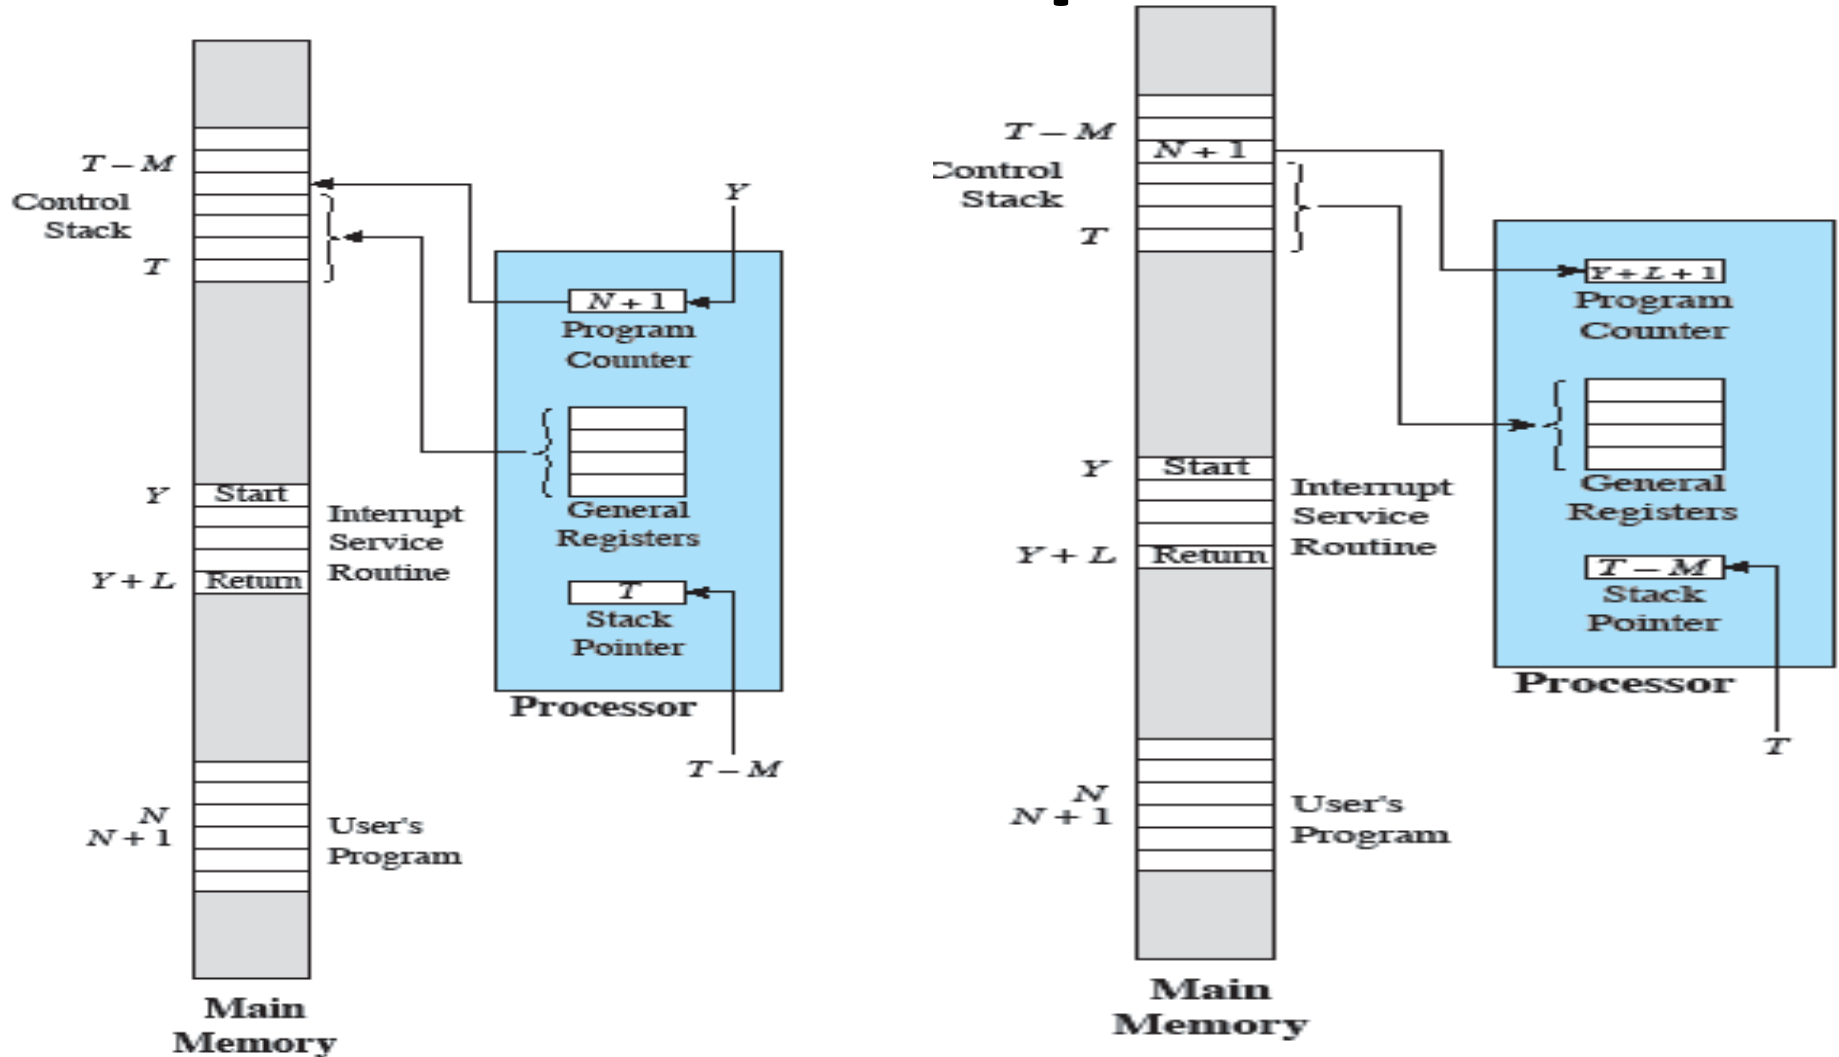 T – M
Control
Stack
T
Y
Start
Y + L
Return
Interrupt
Service
Routine
N
N + 1
User's
Program
Main
Memory
Y
N + 1
Program
Counter
General
Registers
T
Stack
Pointer
Processor
T – M
T – M
N + 1
Control
Stack
T
Y
Start
Y + L
Return
Interrupt
Service
Routine
N
N + 1
User's
Program
Main
Memory
Y + L + 1
Program
Counter
General
Registers
T – M
Stack
Pointer
Processor
T